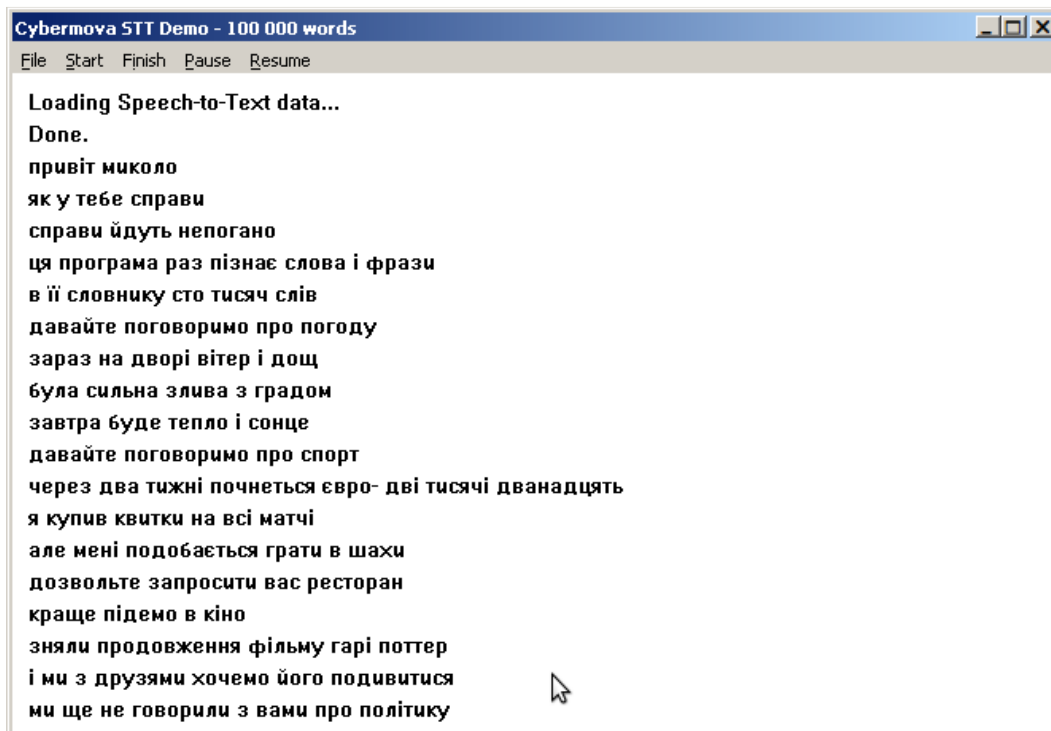 Cybermova STT Demo - 100 000 words
File Start Finish Pause Resume
Loading Speech-to-Text data...
Done.
привіт миколо
як у тебе справи
справи йдуть непогано
ця програма раз пізнає слова і фрази
в її словнику сто тисяч слів
давайте поговоримо про погоду
зараз на дворі вітер і дощ
була сильна злива з градом
завтра буде тепло і сонце
давайте поговоримо про спорт
через два тижні почнеться євро- дві тисячі дванадцять
я купив квитки на всі матчі
але мені подобається грати в шахи
дозвольте запросити вас ресторан
краще підемо в кіно
зняли продовження фільму гарі поттер
і ми з друзями хочемо його подивитися
ми ще не говорили з вами про політику